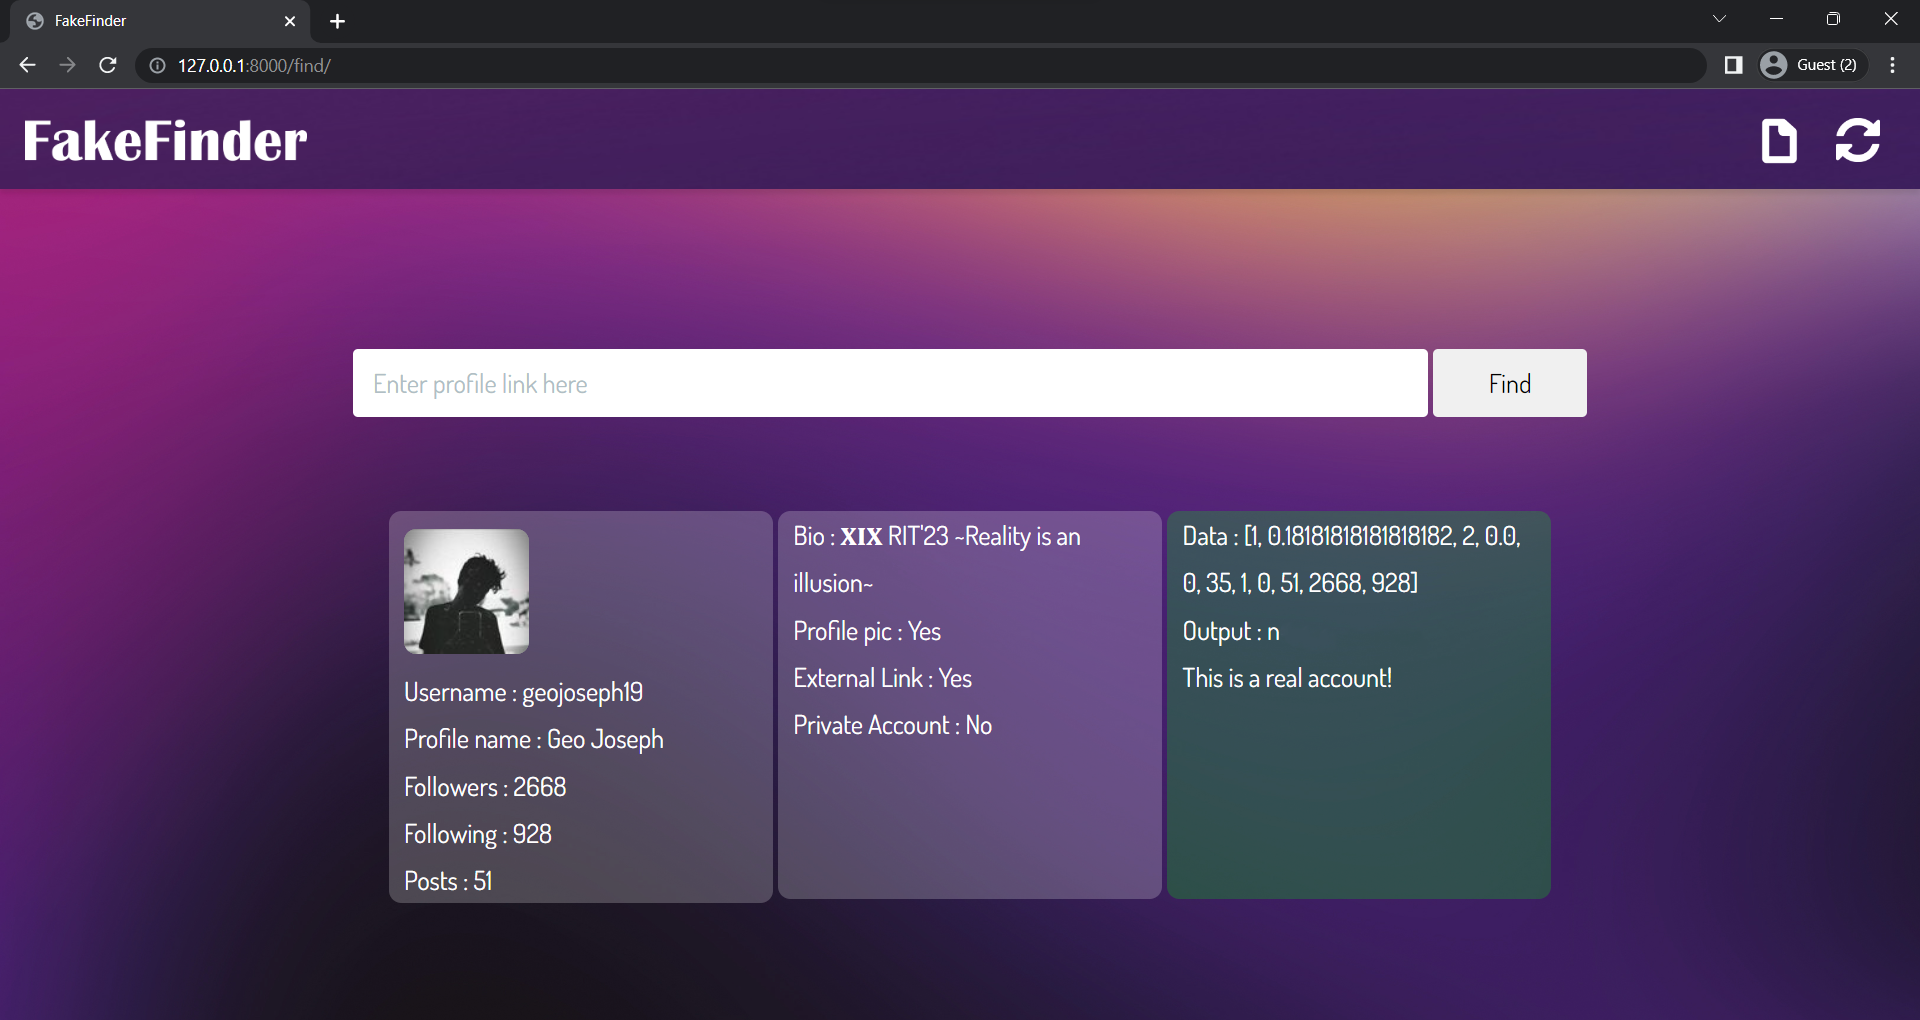 FakeFinder
127.0.0.1:8000/find/
Guest (2)
FakeFinder
Enter profile link here
Find
Username : geojoseph19
Profile name : Geo Joseph
Followers : 2668
Following : 928
Posts : 51
Bio : 𝐗𝐈𝐗 RIT'23 ~Reality is an
illusion~
Profile pic : Yes
External Link : Yes
Private Account : No
Data : [1, 0.18181818181818182, 2, 0.0,
0, 35, 1, 0, 51, 2668, 928]
Output : n
This is a real account!